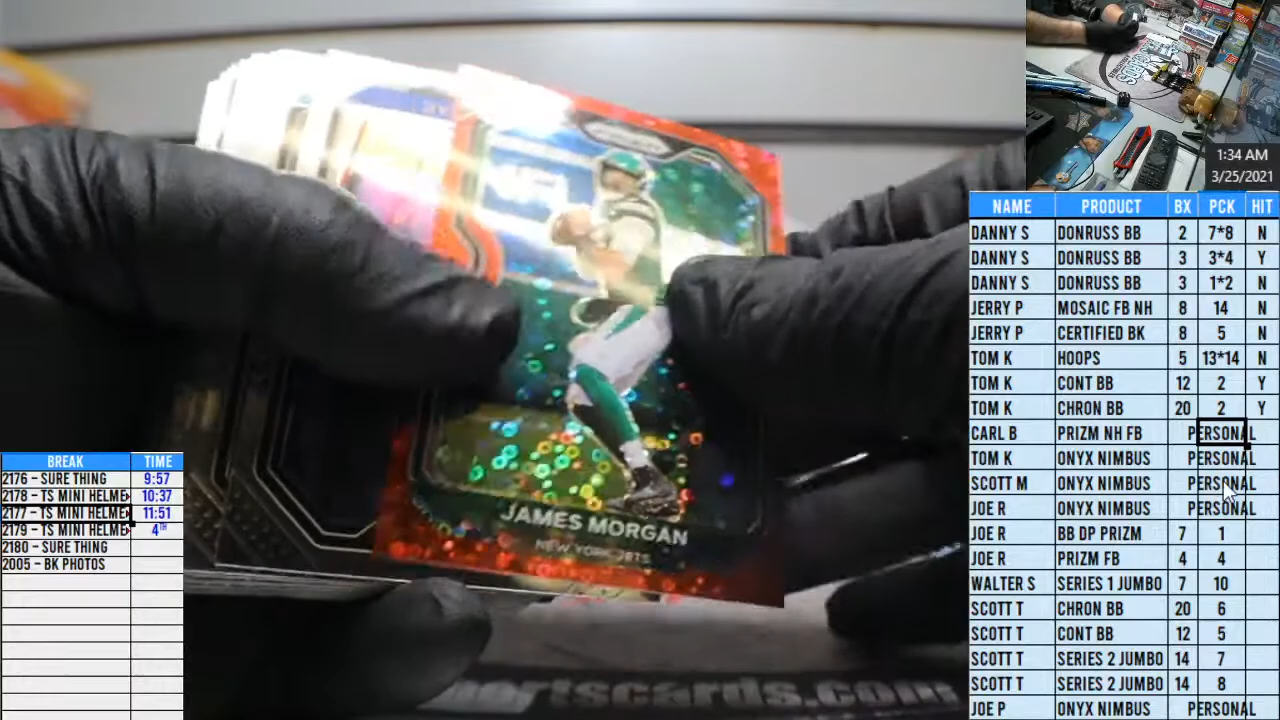 1:34 AM
3/25/2021
NAME PRODUCT BX PCK HIT
DANNY S DONRUSS BB 2 7*8 N
DANNY S DONRUSS BB 3 3*4 Y
DANNY S DONRUSS BB 3 1*2 N
JERRY P MOSAIC FB NH 8 14 N
JERRY P CERTIFIED BK 8 5 N
TOM K HOOPS 5 13*14 N
TOM K CONT BB 12 2 Y
TOM K CHRON BB 20 2 Y
CARL B PRIZM NH FB PERSONAL
TOM K ONYX NIMBUS PERSONAL
SCOTT M ONYX NIMBUS PERSONAL
JOE R ONYX NIMBUS PERSONAL
JOE R BB DP PRIZM 7 1
JOE R PRIZM FB 4 4
WALTER S SERIES 1 JUMBO 7 10
SCOTT T CHRON BB 20 6
SCOTT T CONT BB 12 5
SCOTT T SERIES 2 JUMBO 14 7
SCOTT T SERIES 2 JUMBO 14 8
JOE P ONYX NIMBUS PERSONAL
BREAK TIME
2176 – SURE THING 9:57
2178 – TS MINI HELME 10:37
2177 – TS MINI HELME 11:51
2179 – TS MINI HELME 4TH
2180 – SURE THING
2005 – BK PHOTOS
JAMES MORGAN
NEW YORK JETS
ortscards.com